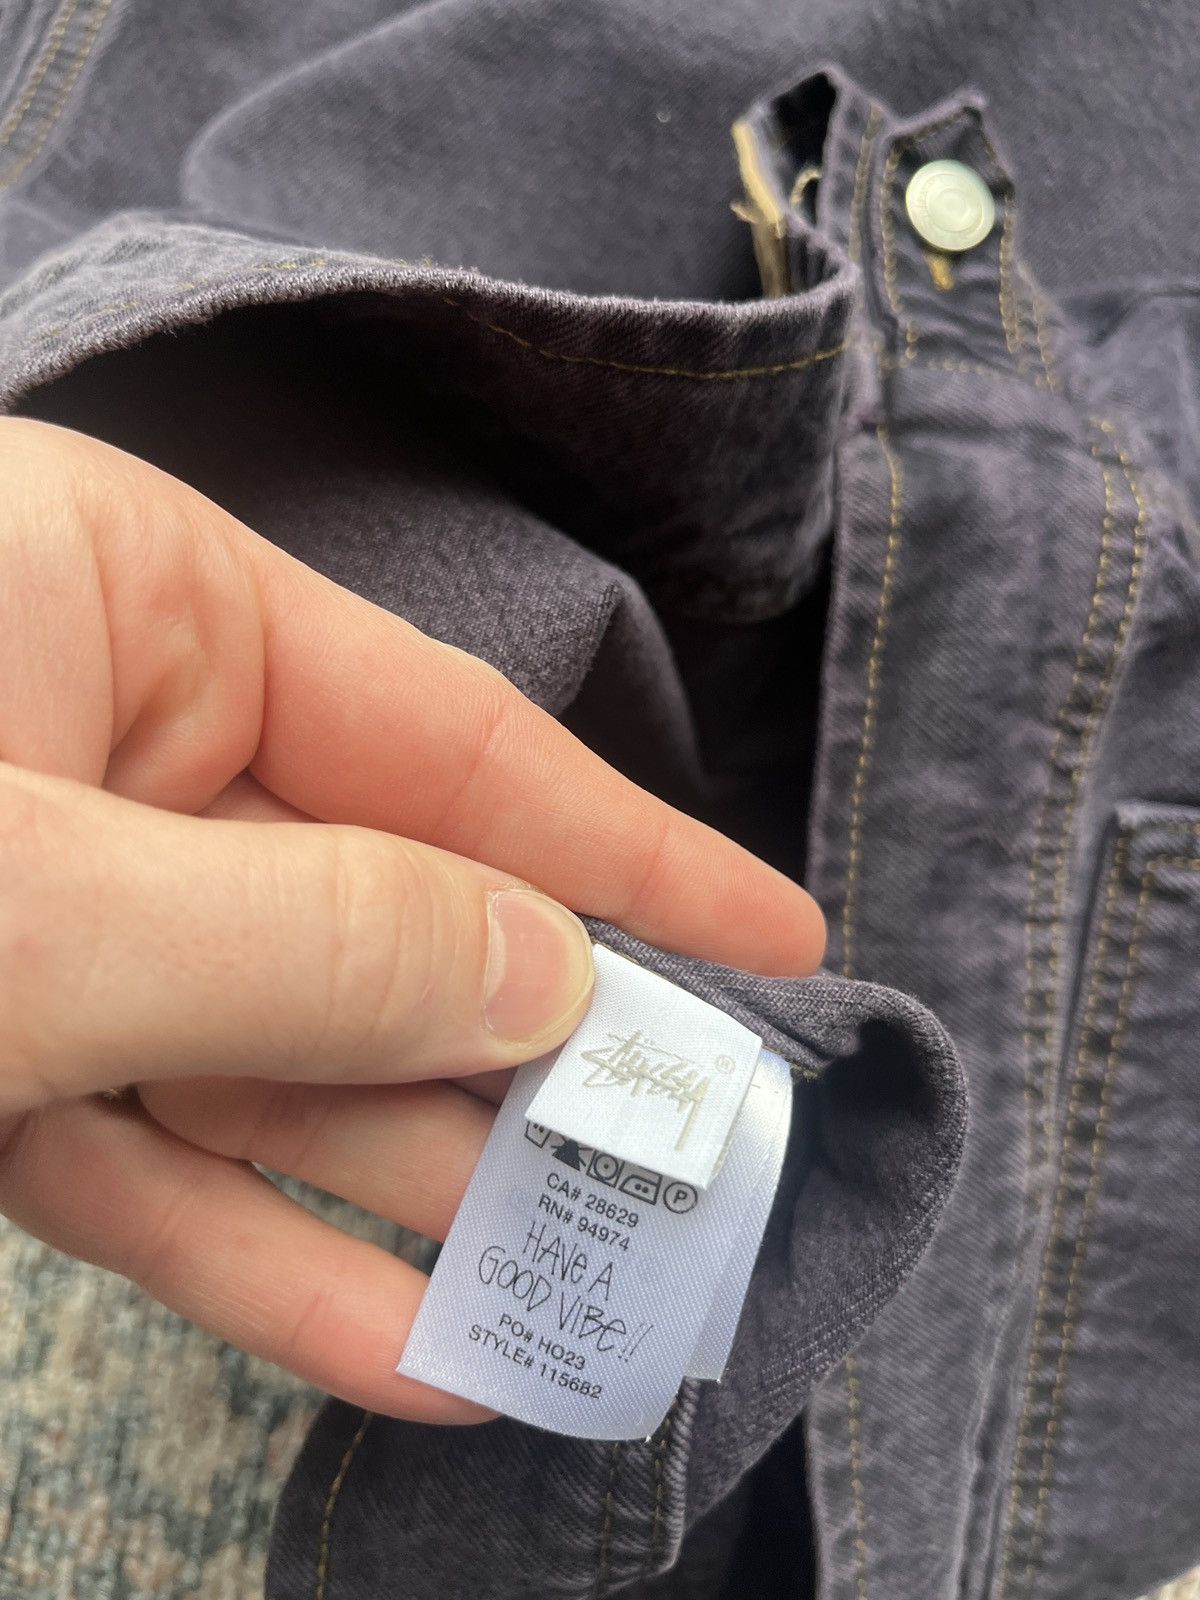 Stüssy ®
P
CA# 28629
RN# 94974
HAVE A
GOOD VIBE!!
PO# HO23
STYLE# 115682